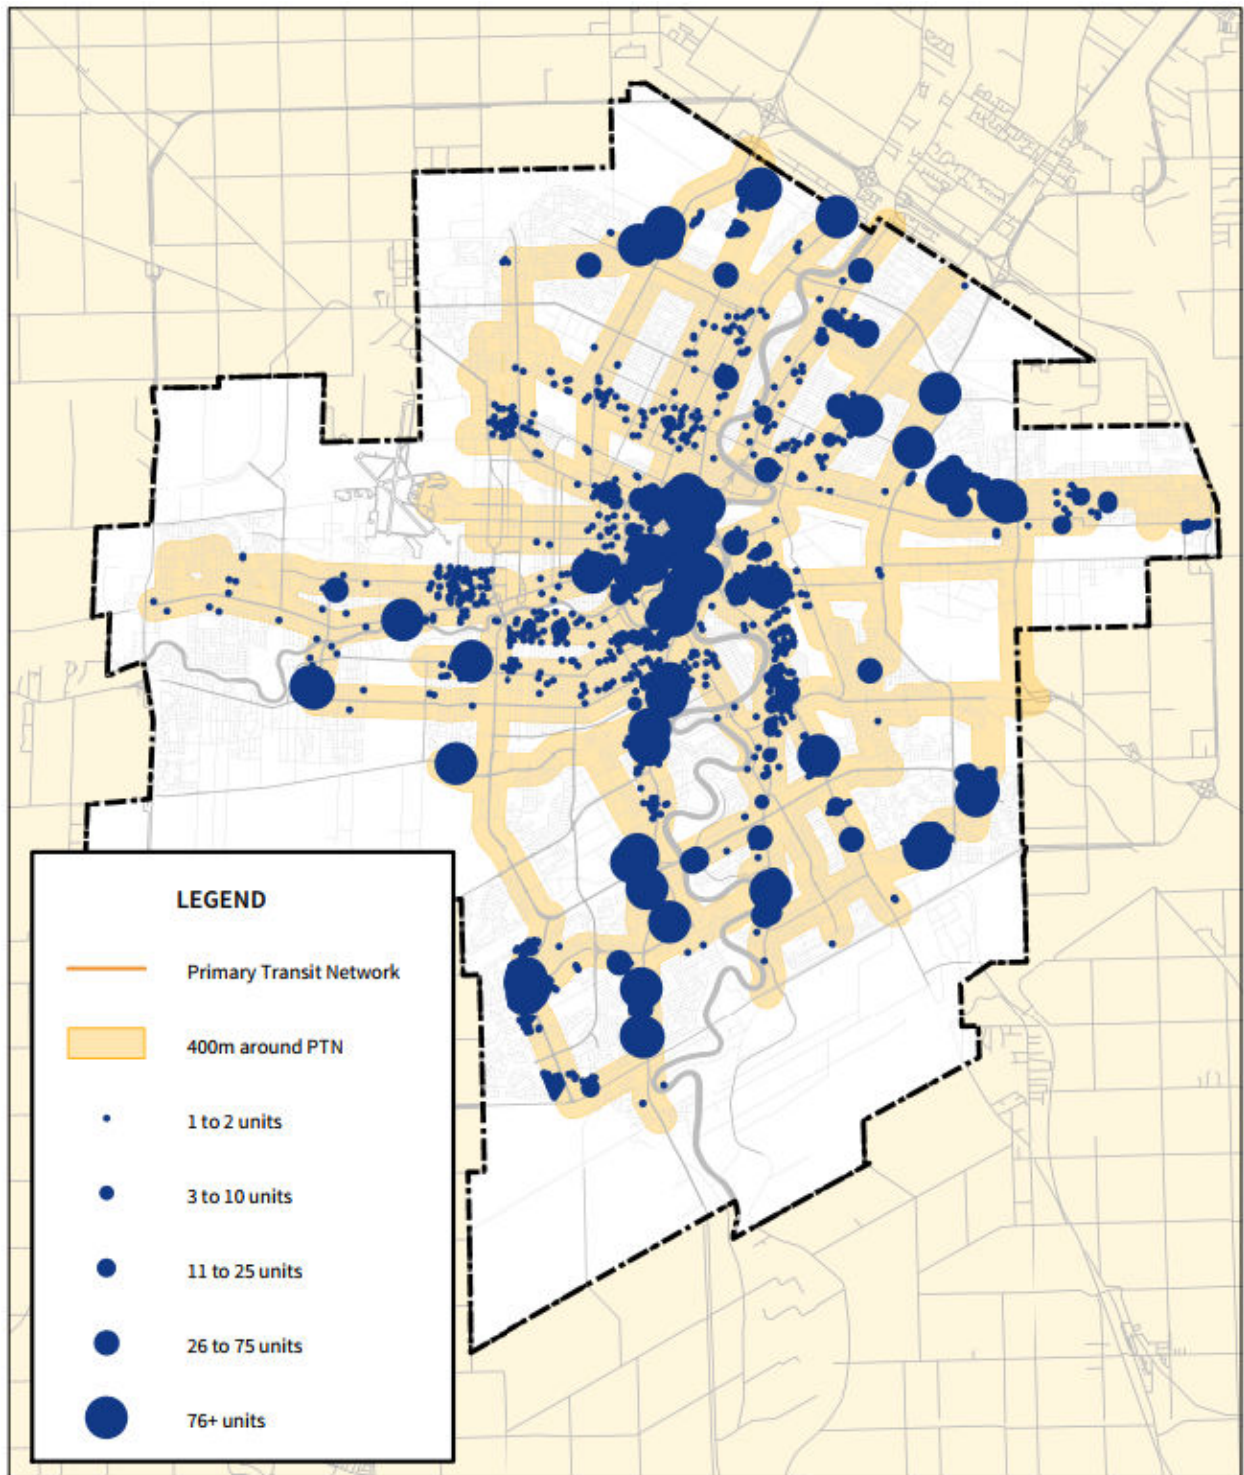 LEGEND
Primary Transit Network
400m around PTN
1 to 2 units
3 to 10 units
11 to 25 units
26 to 75 units
76+ units